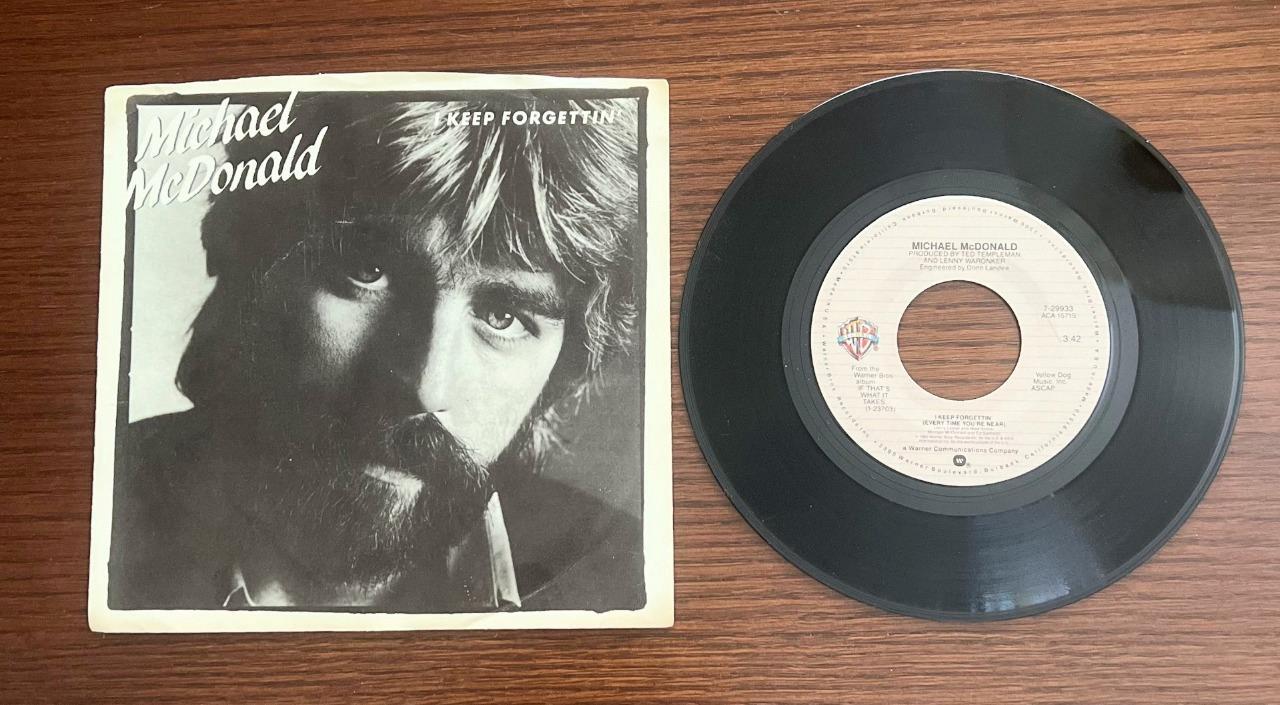 Michael
McDonald
I KEEP FORGETTIN'
MICHAEL McDONALD
PRODUCED BY TED TEMPLEMAN
AND LENNY WARONKER
Engineered by Donn Landee
7-29933
3:42
WB
From the
Warner Bros.
album
IF THAT'S
WHAT IT
TAKES
(1-23703)
Yellow Dog
Music, Inc.
ASCAP
I KEEP FORGETTIN'
(EVERY TIME YOU'RE NEAR)
a Warner Communications Company